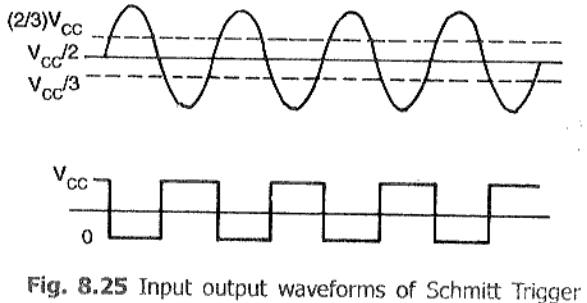 (2/3)VCC
VCC/2
VCC/3
VCC
0
Fig. 8.25 Input output waveforms of Schmitt Trigger